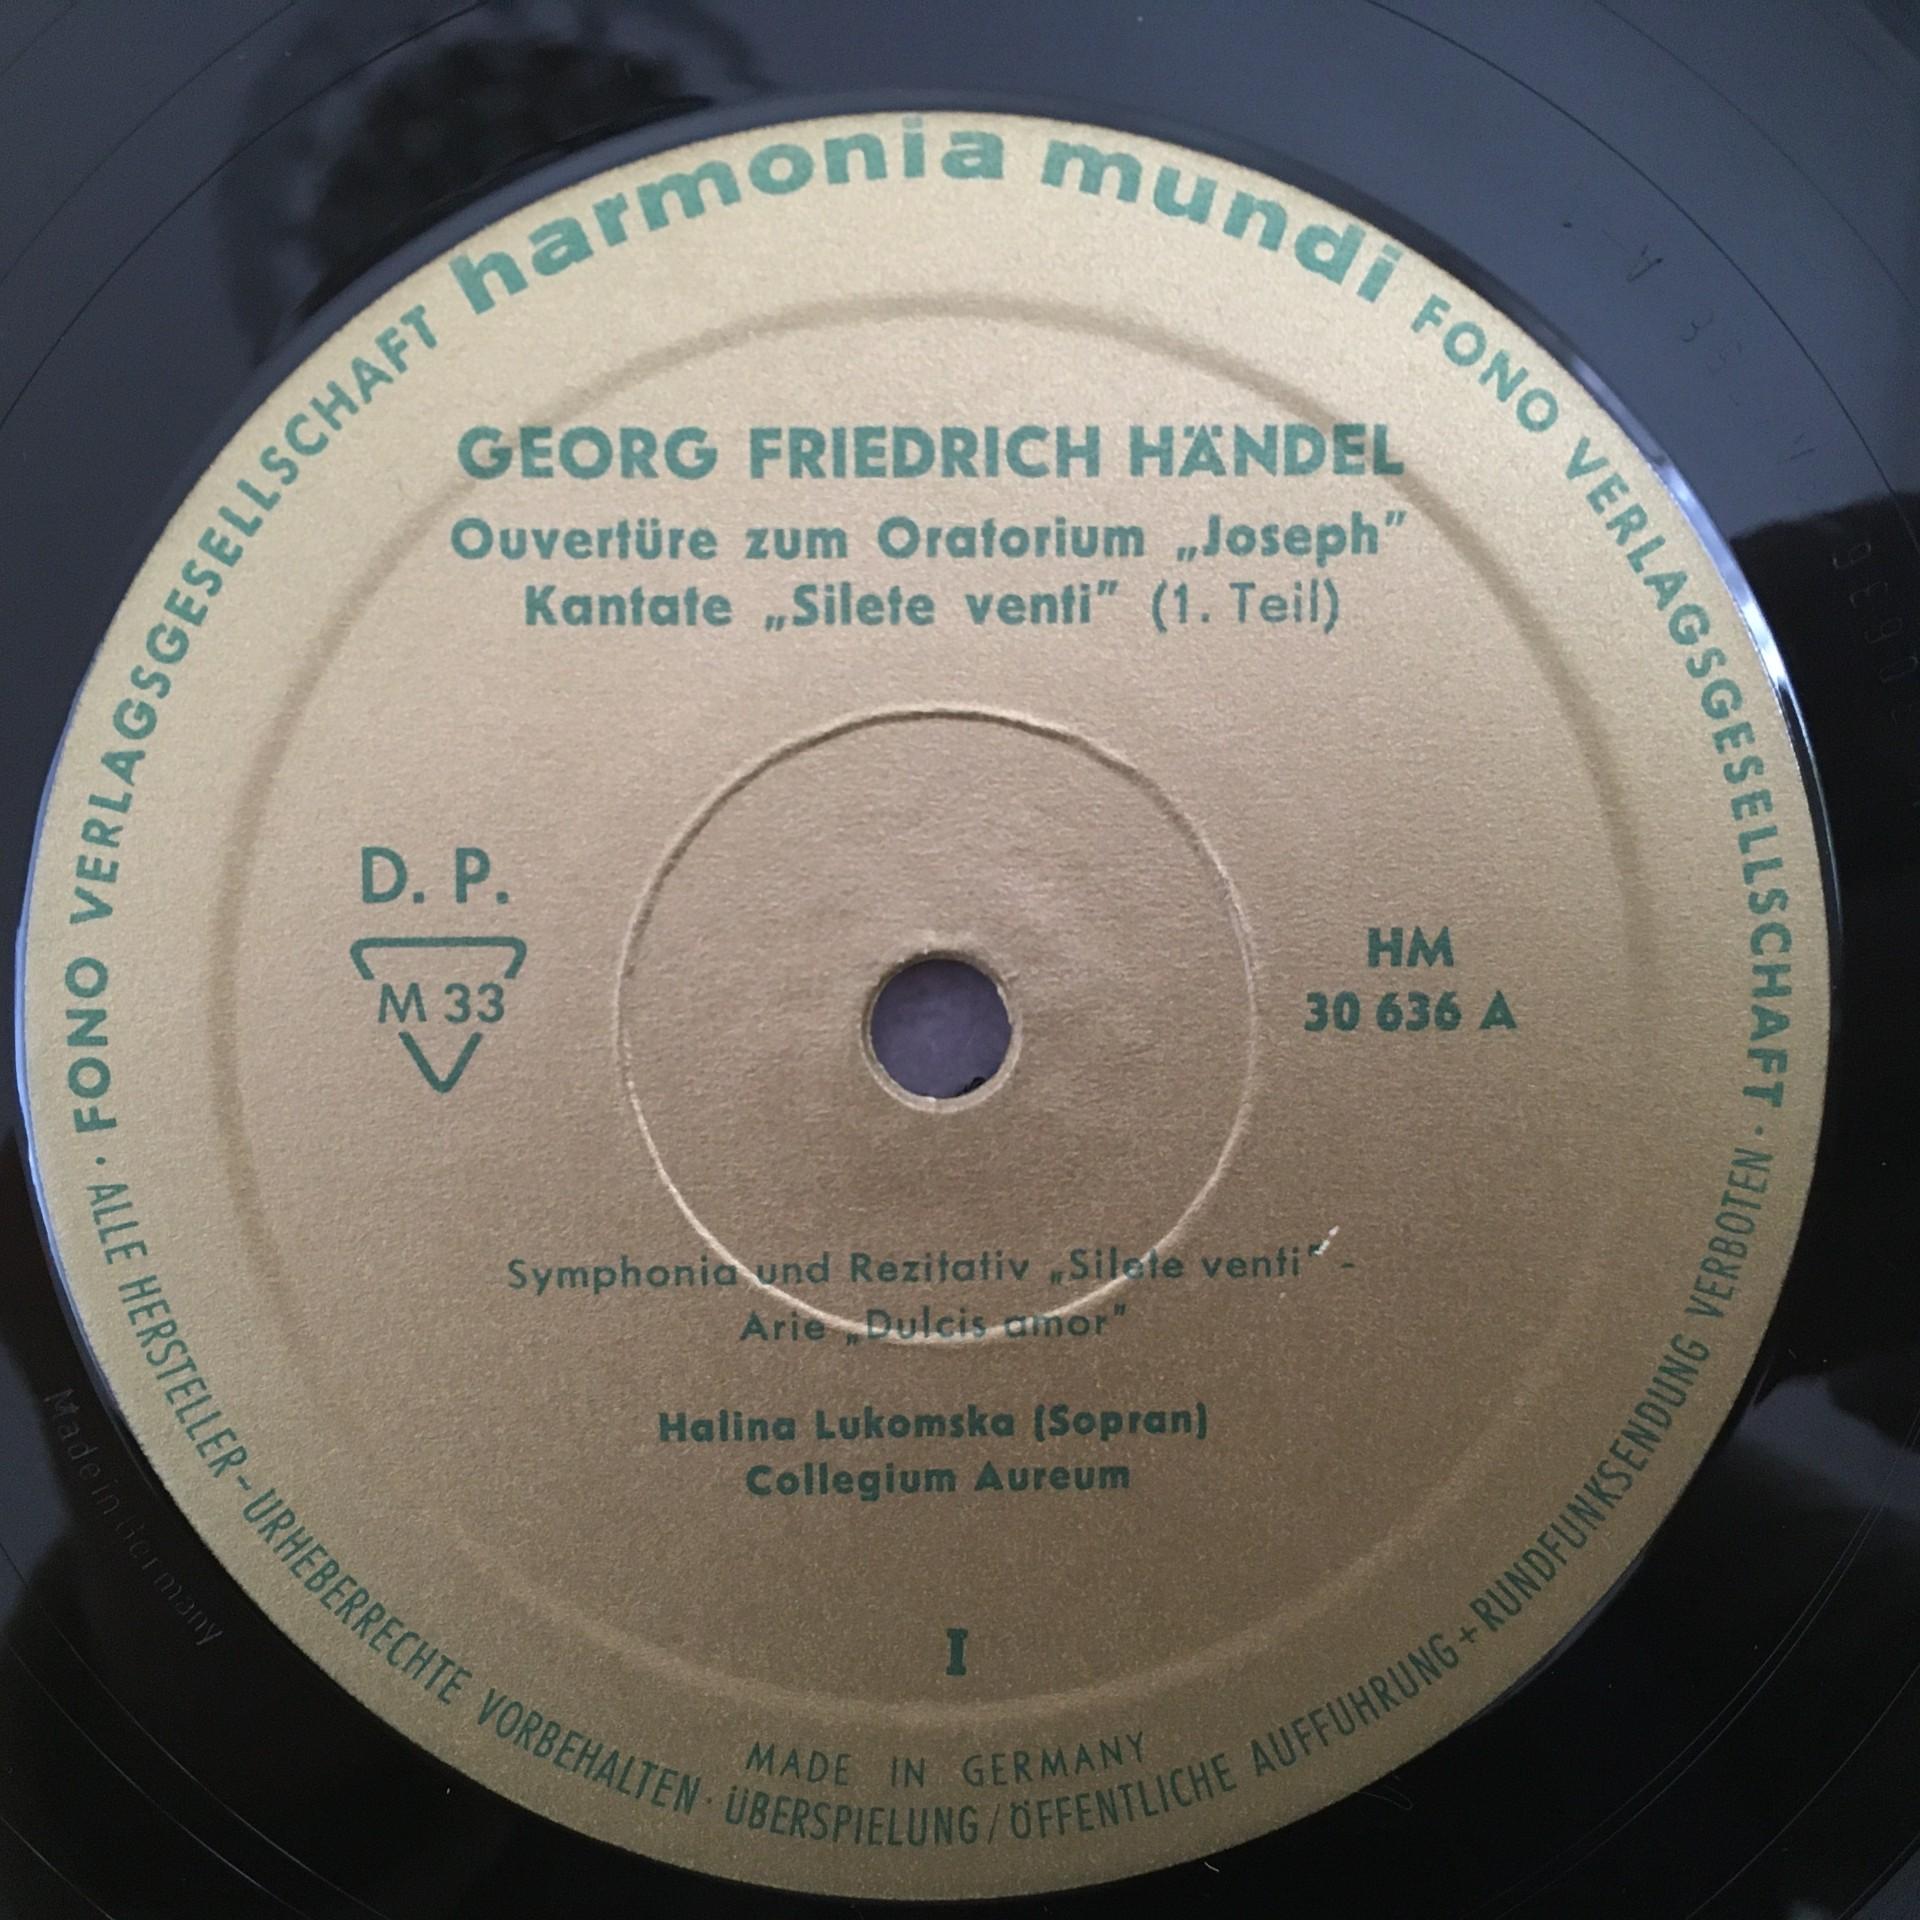 FONO VERLAGSGESELLSCHAFT harmonia mundi FONO VERLAGSGESELLSCHAFT
GEORG FRIEDRICH HÄNDEL
Ouvertüre zum Oratorium „Joseph"
Kantate „Silete venti" (1. Teil)
D. P.
M 33
HM
30 636 A
Symphonia und Rezitativ „Silete venti" -
Arie „Dulcis amor"
Halina Lukomska (Sopran)
Collegium Aureum
I
MADE IN GERMANY
· ALLE HERSTELLER-URHEBERRECHTE VORBEHALTEN · ÜBERSPIELUNG/ÖFFENTLICHE AUFFÜHRUNG+RUNDFUNKSENDUNG VERBOTEN ·
Made in Germany